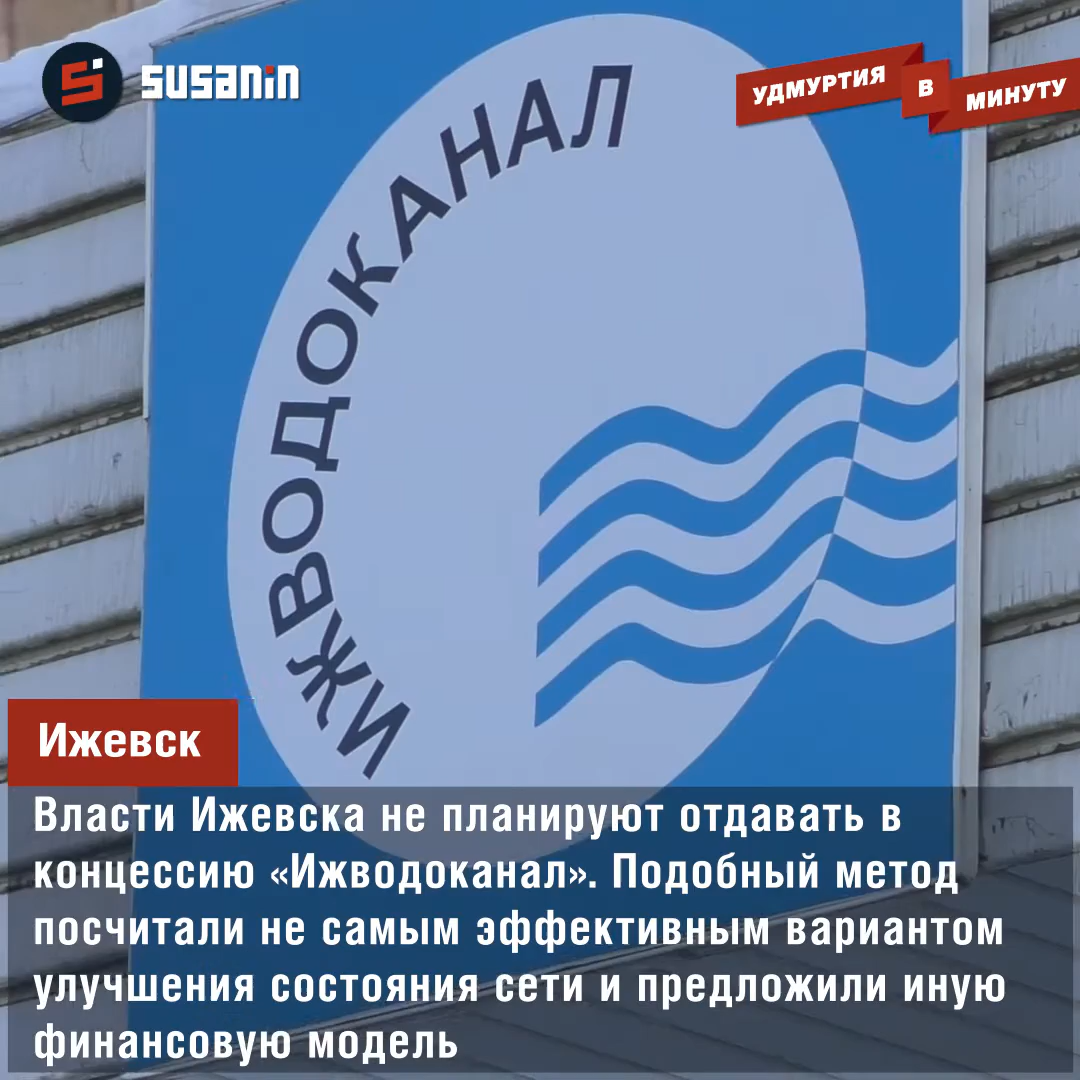 susanin
УДМУРТИЯ В МИНУТУ
ИЖВОДОКАНАЛ
Ижевск
Власти Ижевска не планируют отдавать в
концессию «Ижводоканал». Подобный метод
посчитали не самым эффективным вариантом
улучшения состояния сети и предложили иную
финансовую модель